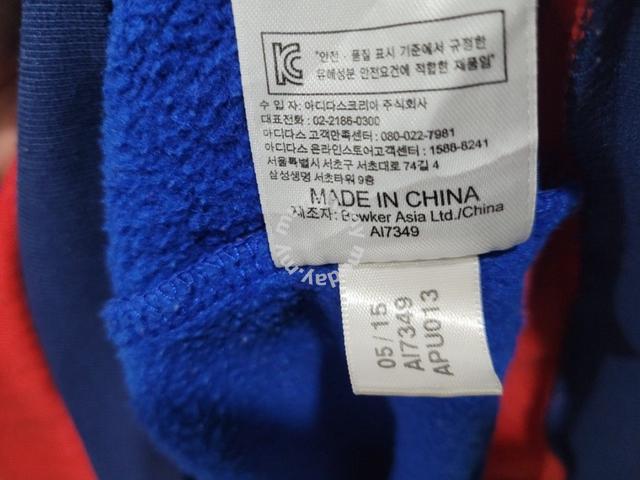 "안전 · 품질 표시 기준에서 규정한
유해성분 안전요건에 적합한 제품임"
수 입 자: 아디다스코리아 주식회사
대표전화: 02-2186-0300
아디다스 고객만족센터: 080-022-7981
아디다스 온라인스토어고객센터: 1588-8241
서울특별시 서초구 서초대로 74길 4
삼성생명 서초타워 9층
MADE IN CHINA
제조자: Bowker Asia Ltd./China
AI7349
05/15
AI7349
APU013